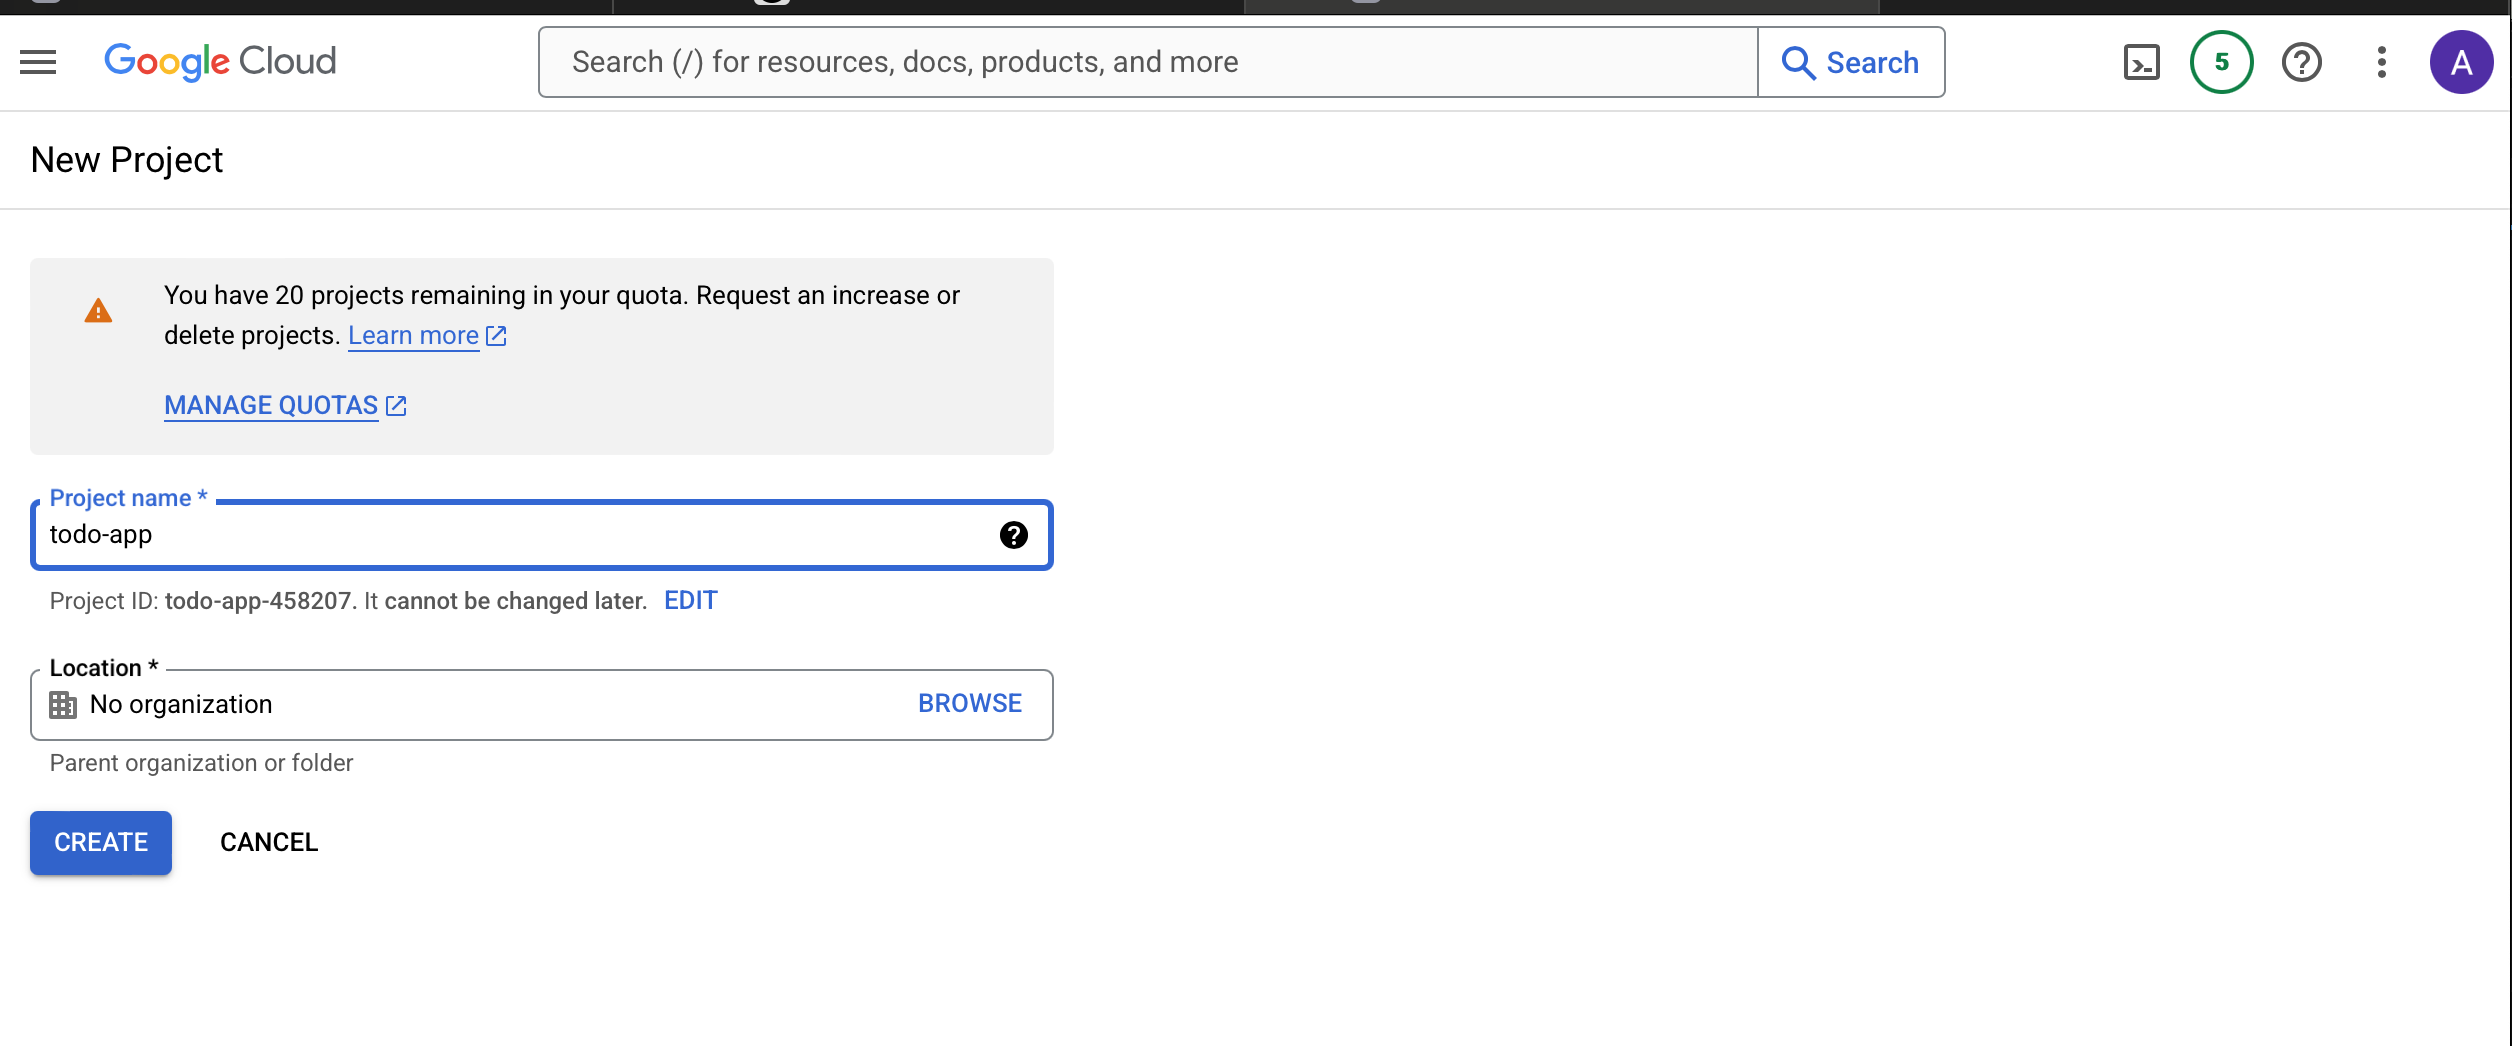 Google Cloud
Search (/) for resources, docs, products, and more
Search
5
A
New Project
You have 20 projects remaining in your quota. Request an increase or
delete projects. Learn more
MANAGE QUOTAS
Project name *
todo-app
Project ID: todo-app-458207. It cannot be changed later. EDIT
Location *
No organization
BROWSE
Parent organization or folder
CREATE
CANCEL